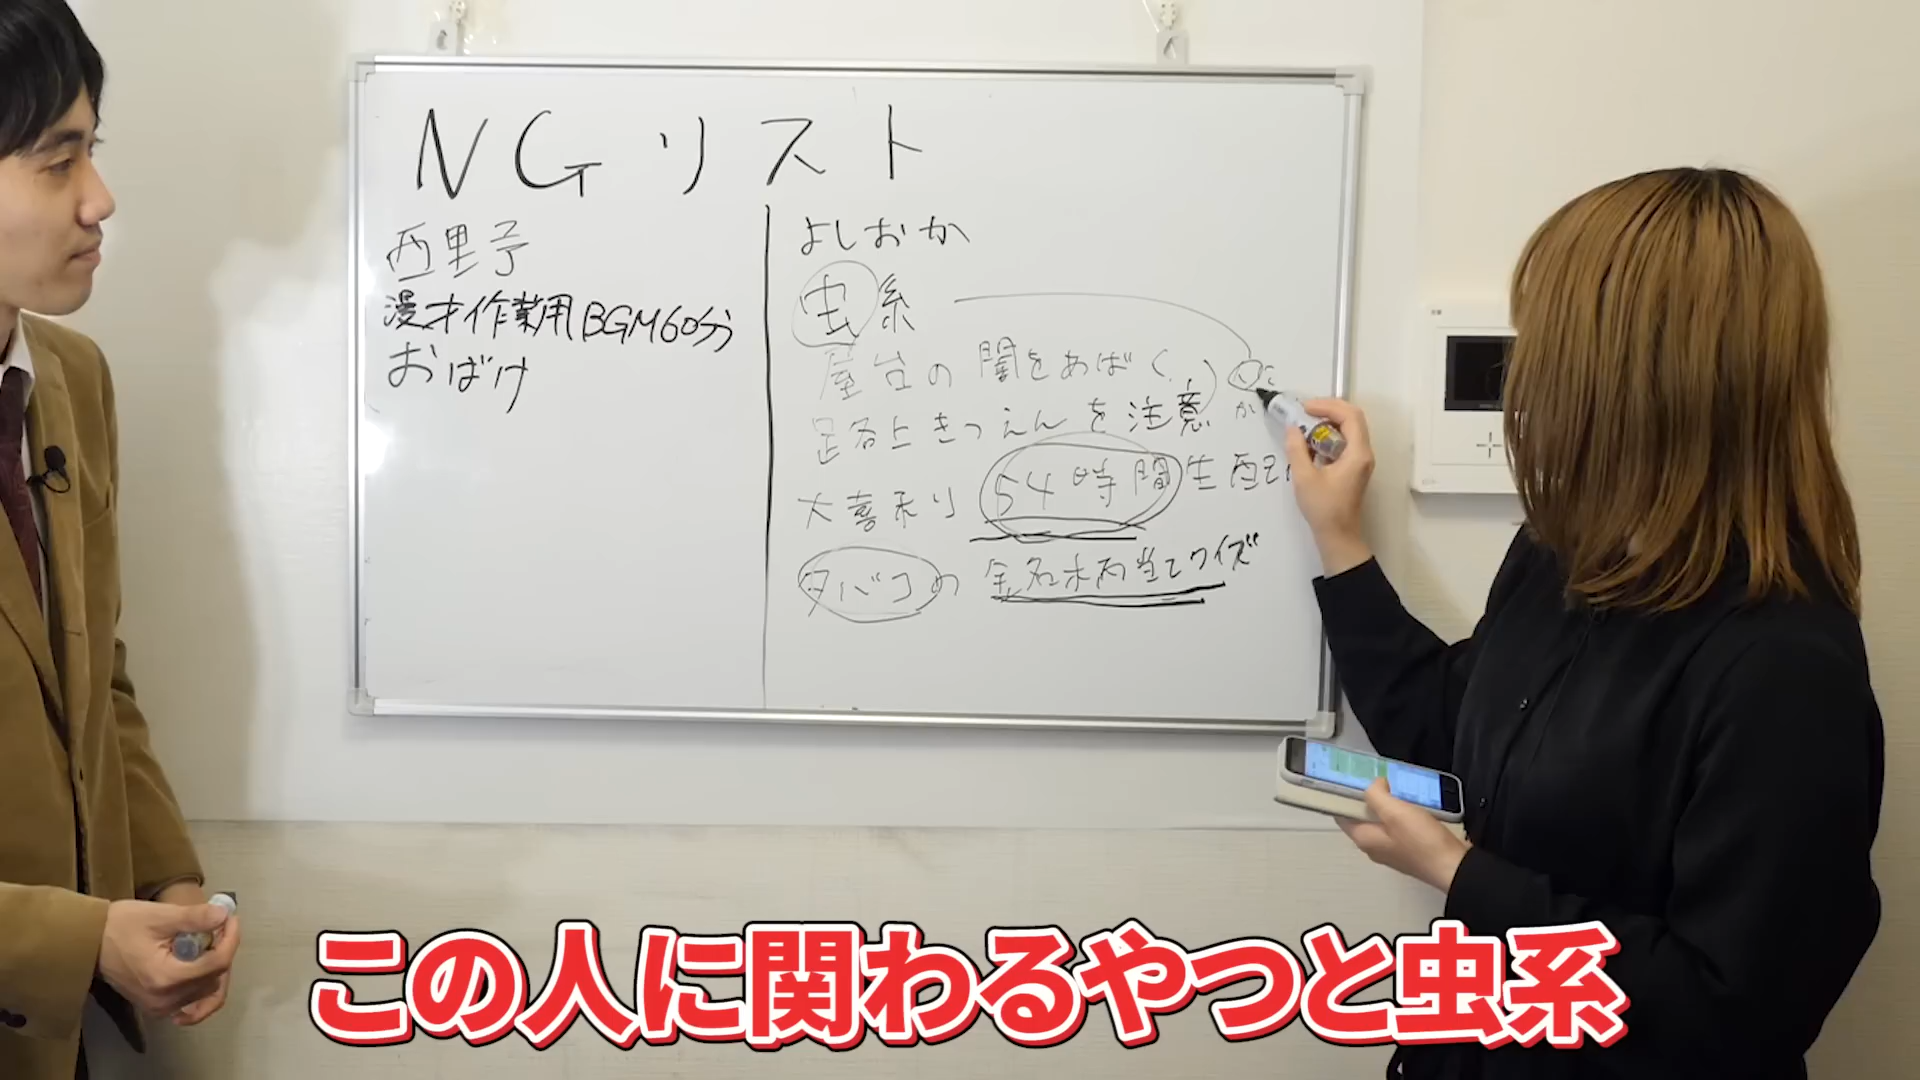 NGリスト
西里予
漫才作業用BGM60分
おばけ
よしおか
虫系
屋台の闇をあばく
路上きつえんを注意
大喜利54時間生配
タバコの全名柄当てクイズ
この人に関わるやつと虫系